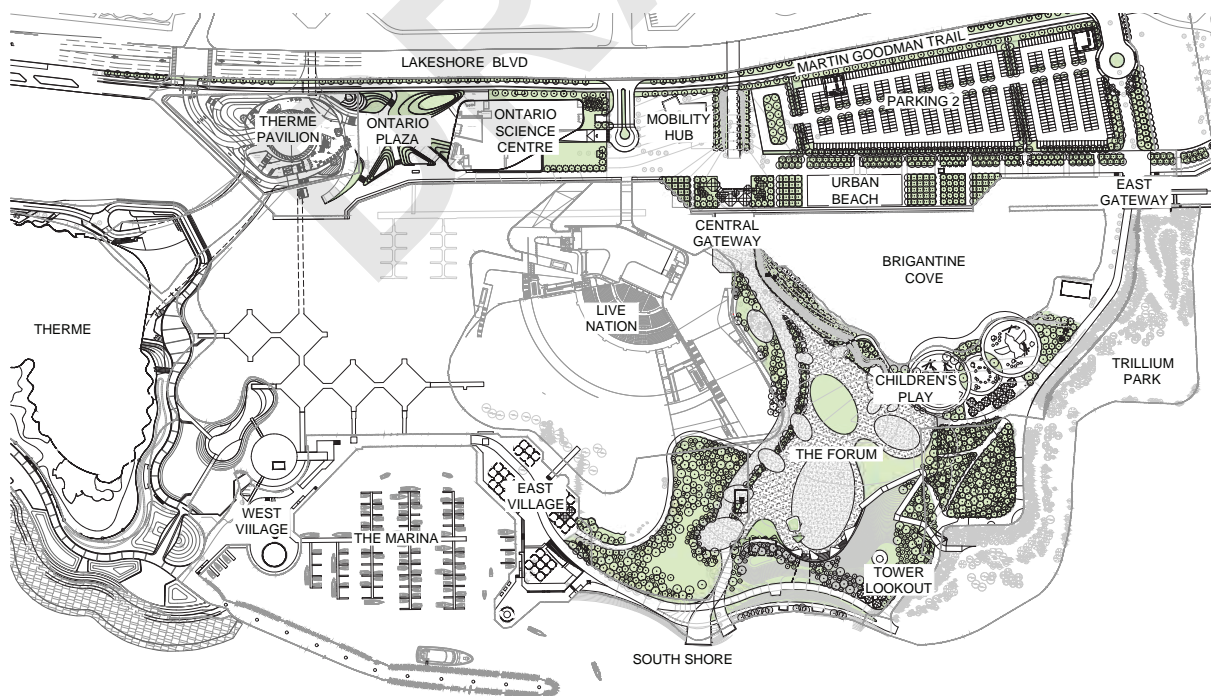 LAKESHORE BLVD
MARTIN GOODMAN TRAIL
PARKING 2
THERME
PAVILION
ONTARIO
PLAZA
ONTARIO
SCIENCE
CENTRE
MOBILITY
HUB
URBAN
BEACH
EAST
GATEWAY
CENTRAL
GATEWAY
BRIGANTINE
COVE
THERME
LIVE
NATION
TRILLIUM
PARK
CHILDREN'S
PLAY
THE FORUM
EAST
VILLAGE
WEST
VIILAGE
THE MARINA
TOWER
LOOKOUT
SOUTH SHORE